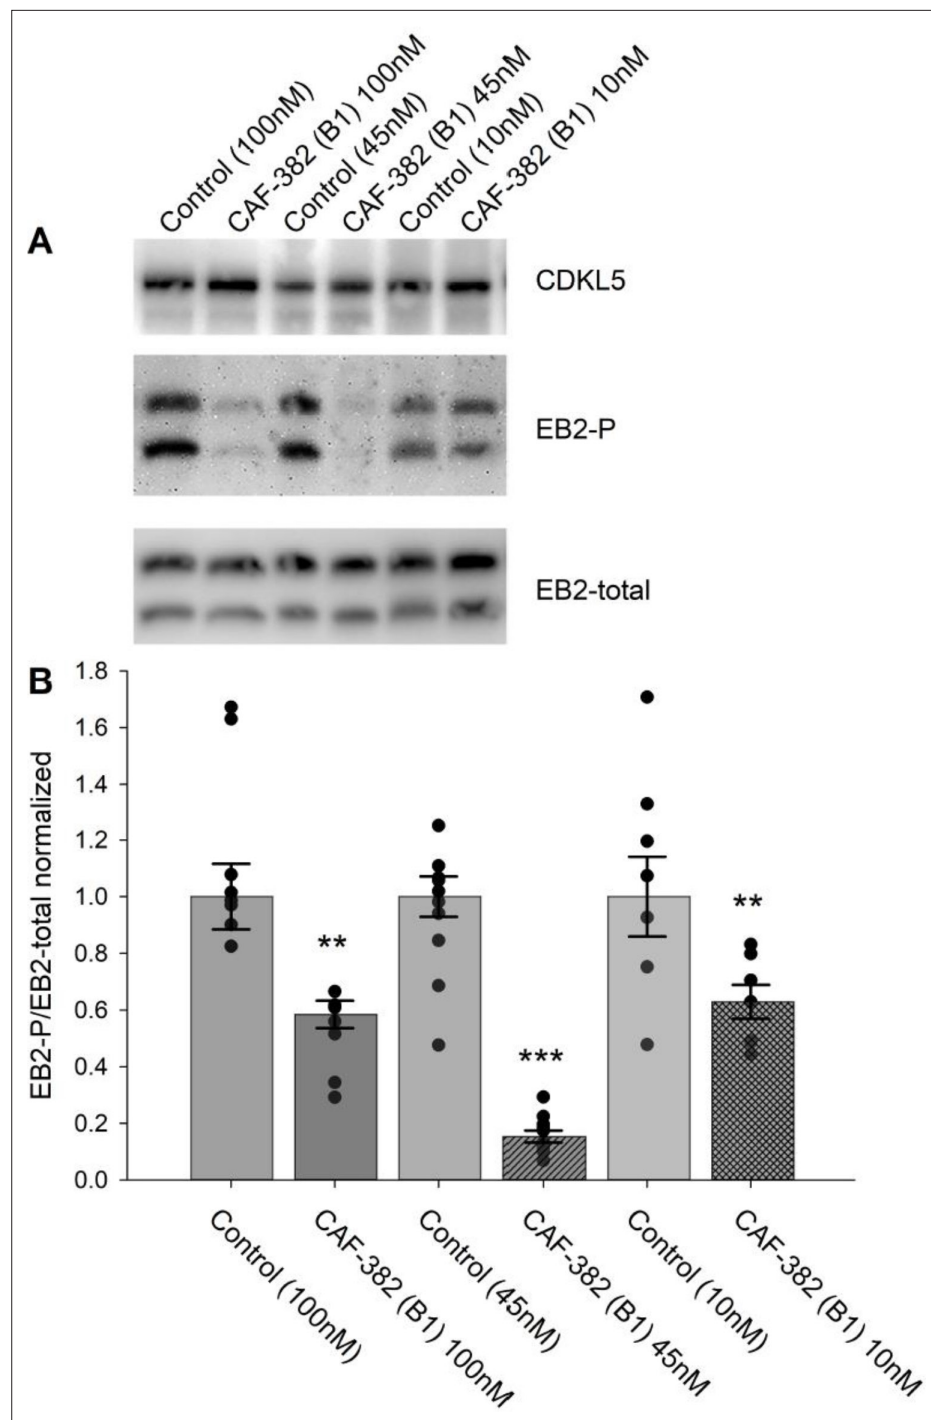 Control (100nM)
CAF-382 (B1) 100nM
Control (45nM)
CAF-382 (B1) 45nM
Control (10nM)
CAF-382 (B1) 10nM
A
CDKL5
EB2-P
EB2-total
B
EB2-P/EB2-total normalized
1.8
1.6
1.4
1.2
1.0
0.8
0.6
0.4
0.2
0.0
**
***
**
Control (100nM)
CAF-382 (B1) 100nM
Control (45nM)
CAF-382 (B1) 45nM
Control (10nM)
CAF-382 (B1) 10nM